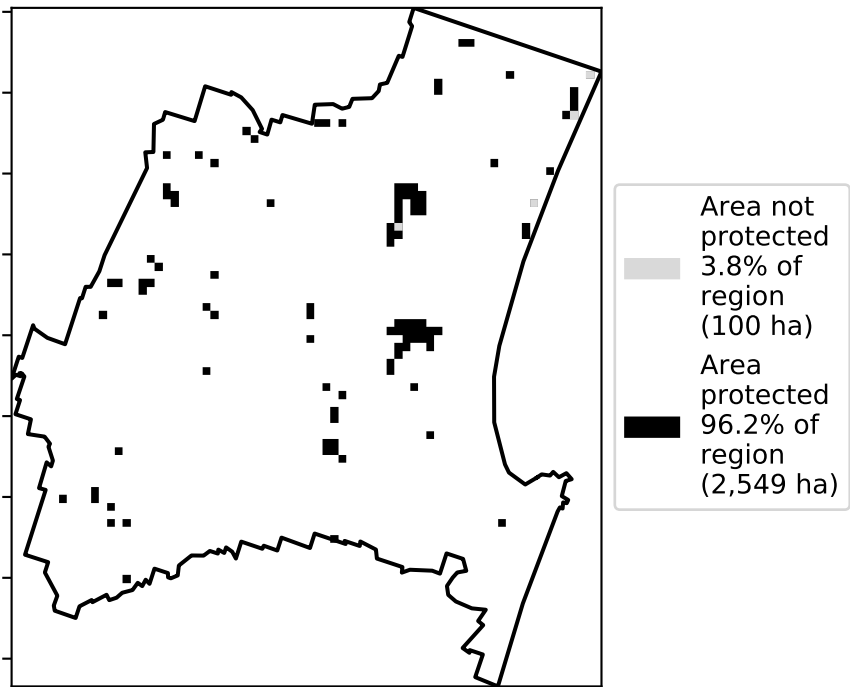 Area not
protected
3.8% of
region
(100 ha)
Area
protected
96.2% of
region
(2,549 ha)